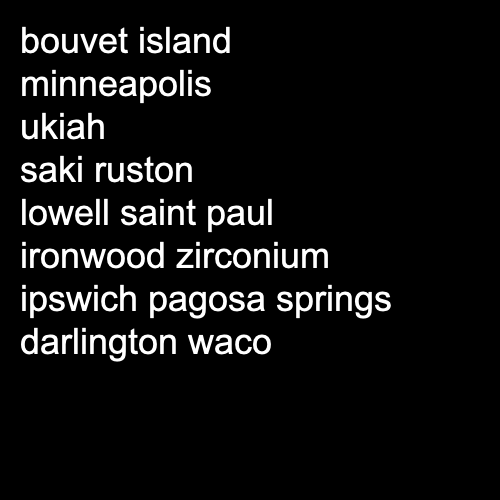 bouvet island
minneapolis
ukiah
saki ruston
lowell saint paul
ironwood zirconium
ipswich pagosa springs
darlington waco